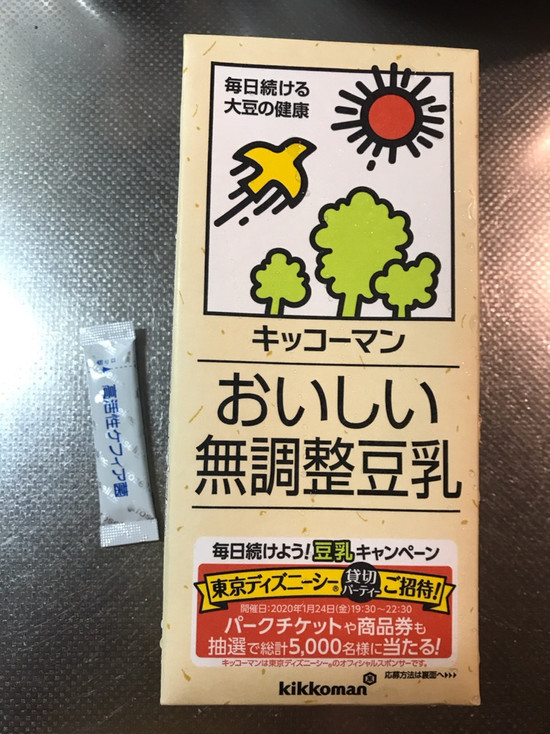 毎日続ける
大豆の健康
キッコーマン
おいしい
無調整豆乳
毎日続けよう!豆乳キャンペーン
東京ディズニーシー®貸切パーティーご招待!
開催日:2020年1月24日(金)19:30~22:30
パークチケットや商品券も
抽選で総計5,000名様に当たる!
キッコーマンは東京ディズニーシー®のオフィシャルスポンサーです。
応募方法は裏面へ>>>
kikkoman
活性ケフィア菌